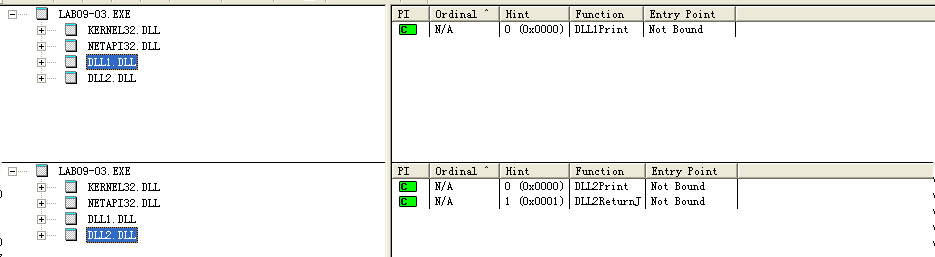 LAB09-03.EXE
KERNEL32.DLL
NETAPI32.DLL
DLL1.DLL
DLL2.DLL
PI Ordinal ^ Hint Function Entry Point
C N/A 0 (0x0000) DLL1Print Not Bound
LAB09-03.EXE
KERNEL32.DLL
NETAPI32.DLL
DLL1.DLL
DLL2.DLL
PI Ordinal ^ Hint Function Entry Point
C N/A 0 (0x0000) DLL2Print Not Bound
C N/A 1 (0x0001) DLL2ReturnJ Not Bound